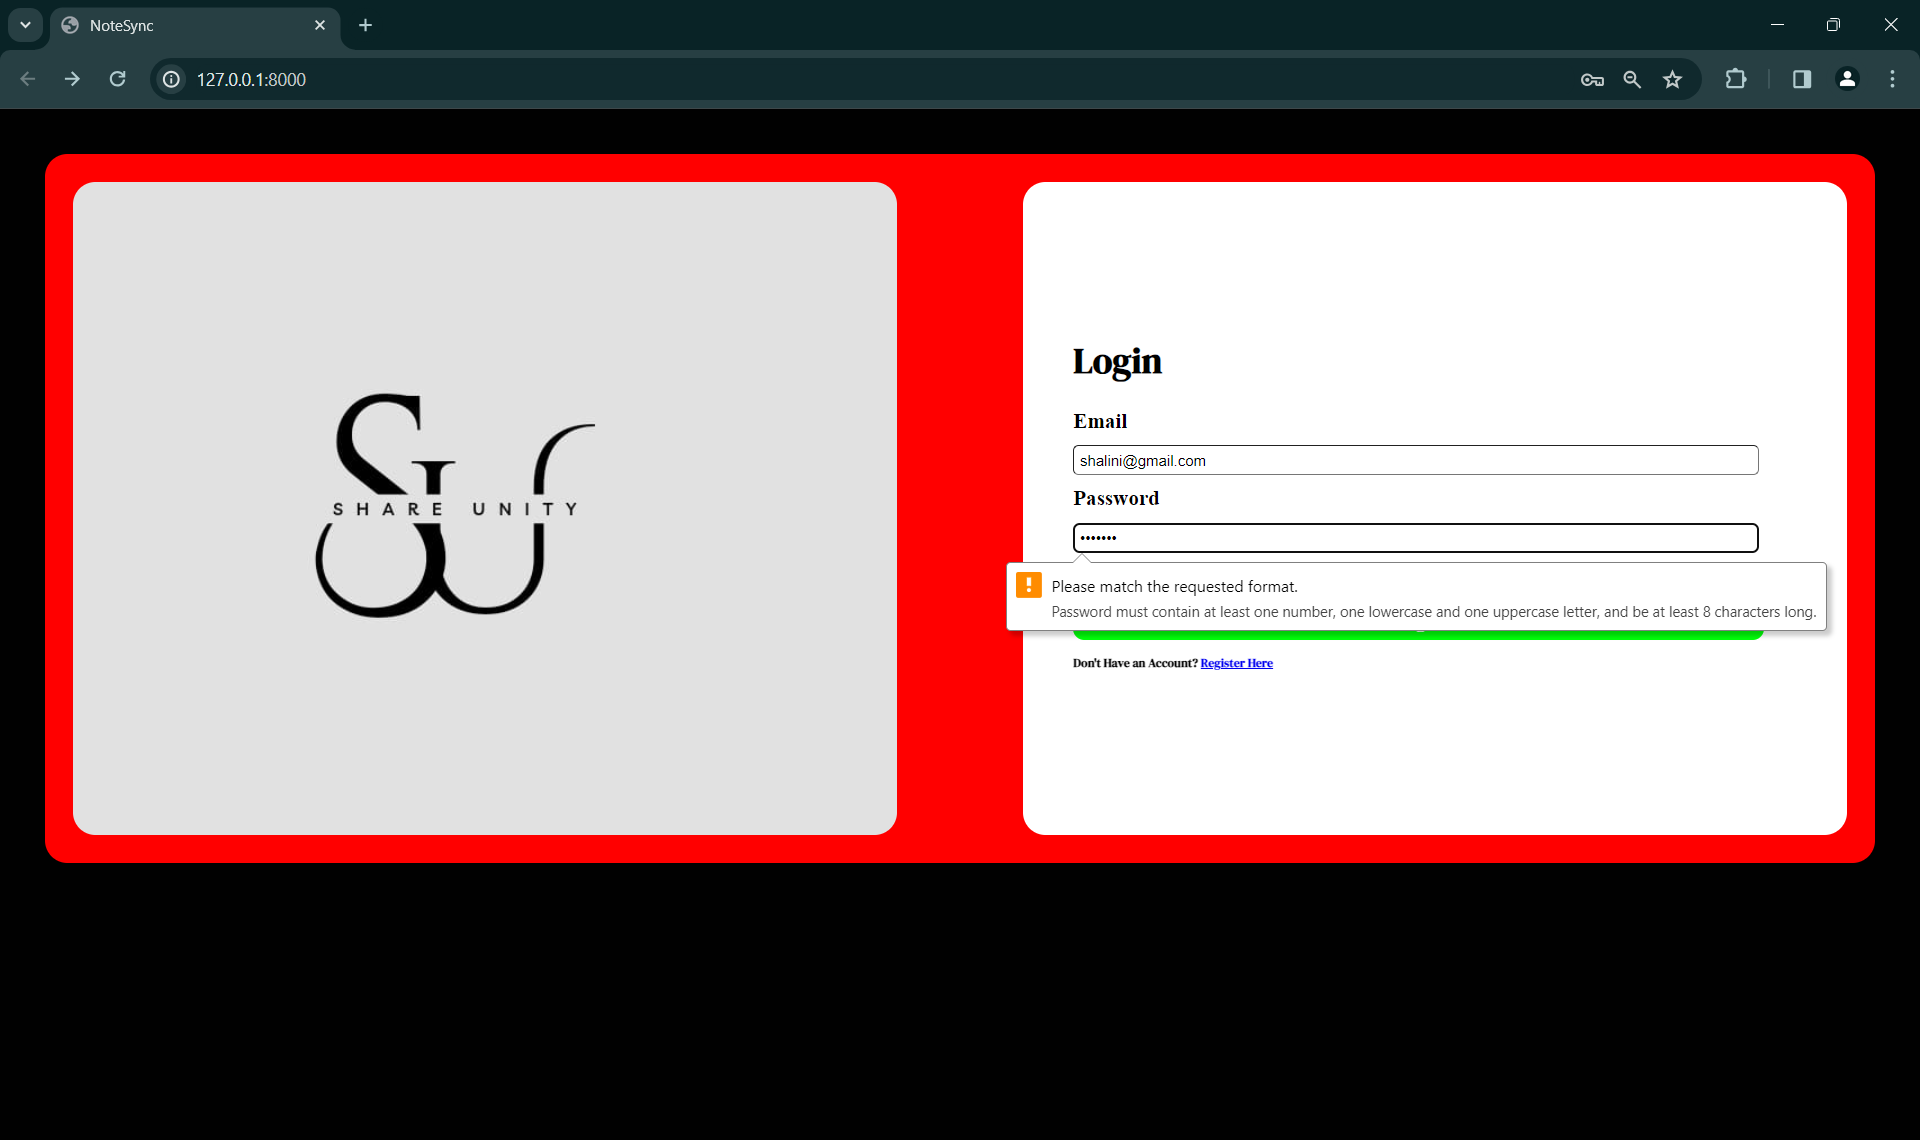 NoteSync
127.0.0.1:8000
SHARE UNITY
Login
Email
shalini@gmail.com
Password
•••••••
Please match the requested format.
Password must contain at least one number, one lowercase and one uppercase letter, and be at least 8 characters long.
Don't Have an Account? Register Here